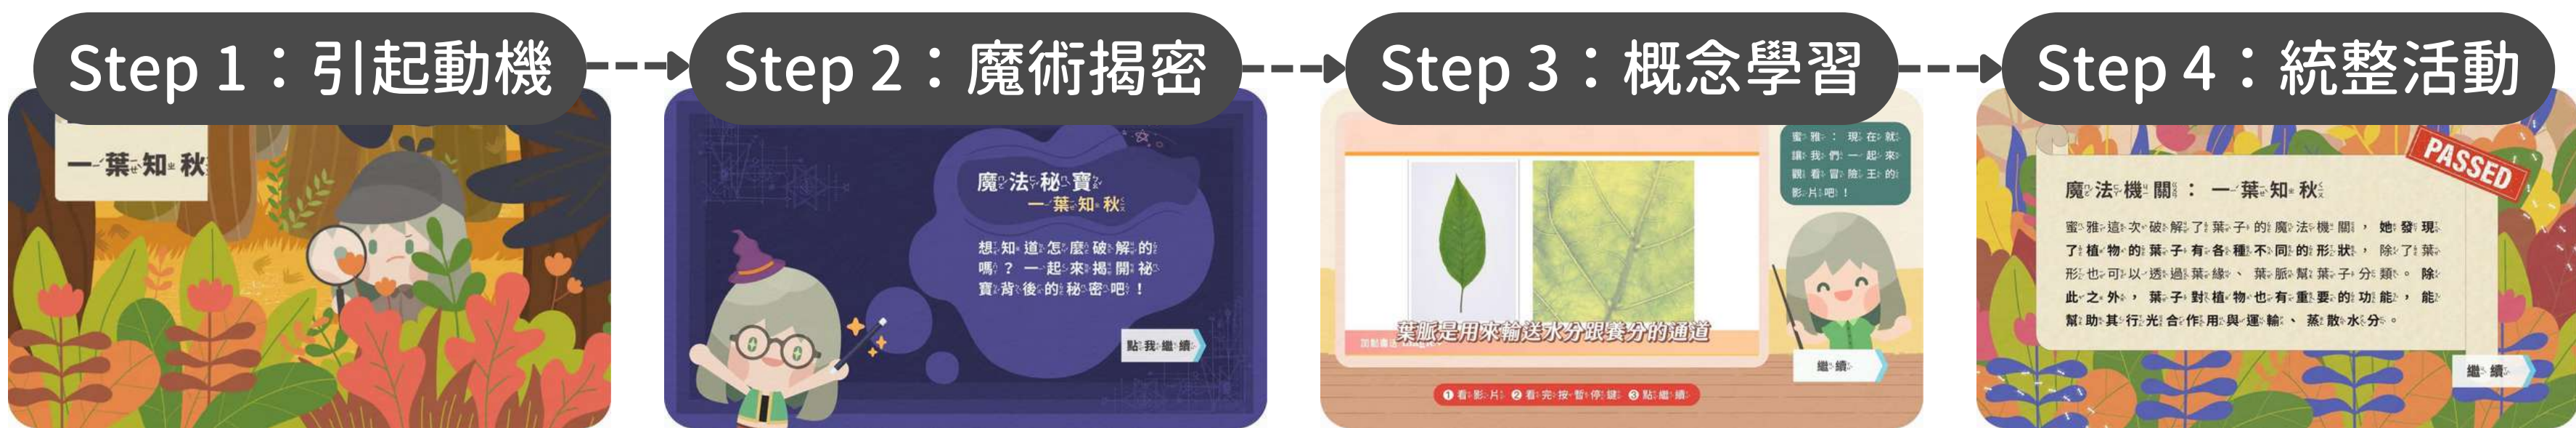 Step 1：引起動機
Step 2：魔術揭密
Step 3：概念學習
Step 4：統整活動
一葉知秋
魔法秘寶
一葉知秋
想知道怎麼破解的
嗎？一起來揭開祕
寶背後的秘密吧！
點我繼續
蜜雅：現在就
讓我們一起來
觀看冒險王的
影片吧！
葉脈是用來輸送水分跟養分的通道
繼續
❶看影片 ❷看完按暫停鍵 ❸點繼續
PASSED
魔法機關：一葉知秋
蜜雅這次破解了葉子的魔法機關，她發現
了植物的葉子有各種不同的形狀，除了葉
形也可以透過葉緣、葉脈幫葉子分類。除
此之外，葉子對植物也有重要的功能，能
幫助其行光合作用與運輸、蒸散水分。
繼續